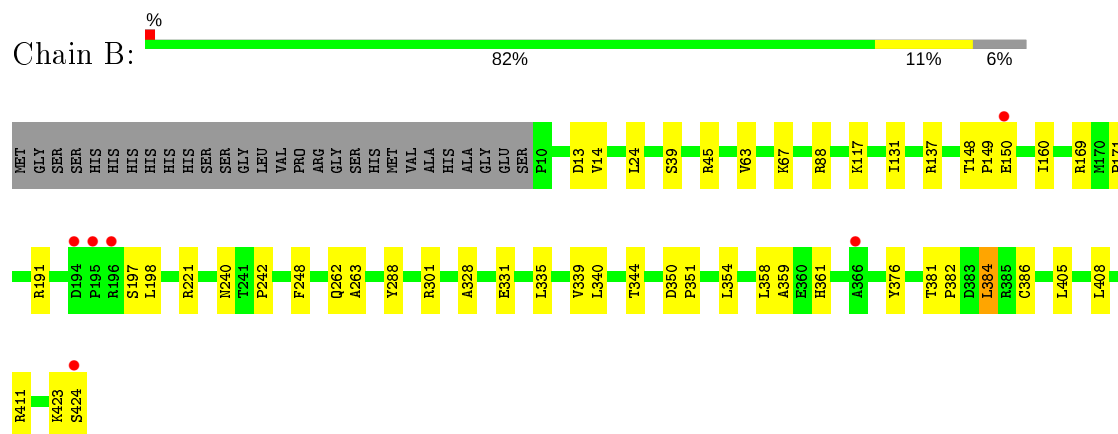 %
Chain B:
82% 11% 6%
MET GLY SER SER HIS HIS HIS HIS HIS HIS SER SER GLY LEU VAL PRO ARG GLY SER HIS MET VAL ALA HIS ALA GLY GLU SER P10 D13 V14 L24 S39 R45 V63 K67 R88 K117 I131 R137 T148 P149 E150 I160 R169 M170
R191 D194 P195 R196 S197 L198 R221 N240 T241 P242 F248 Q262 A263 Y288 R301 A328 E331 L335 V339 L340 T344 D350 P351 L354 L358 A359 E360 H361 A366 Y376 T381 P382 D383 L384 R385 C386 L405 L408
R411 K423 S424